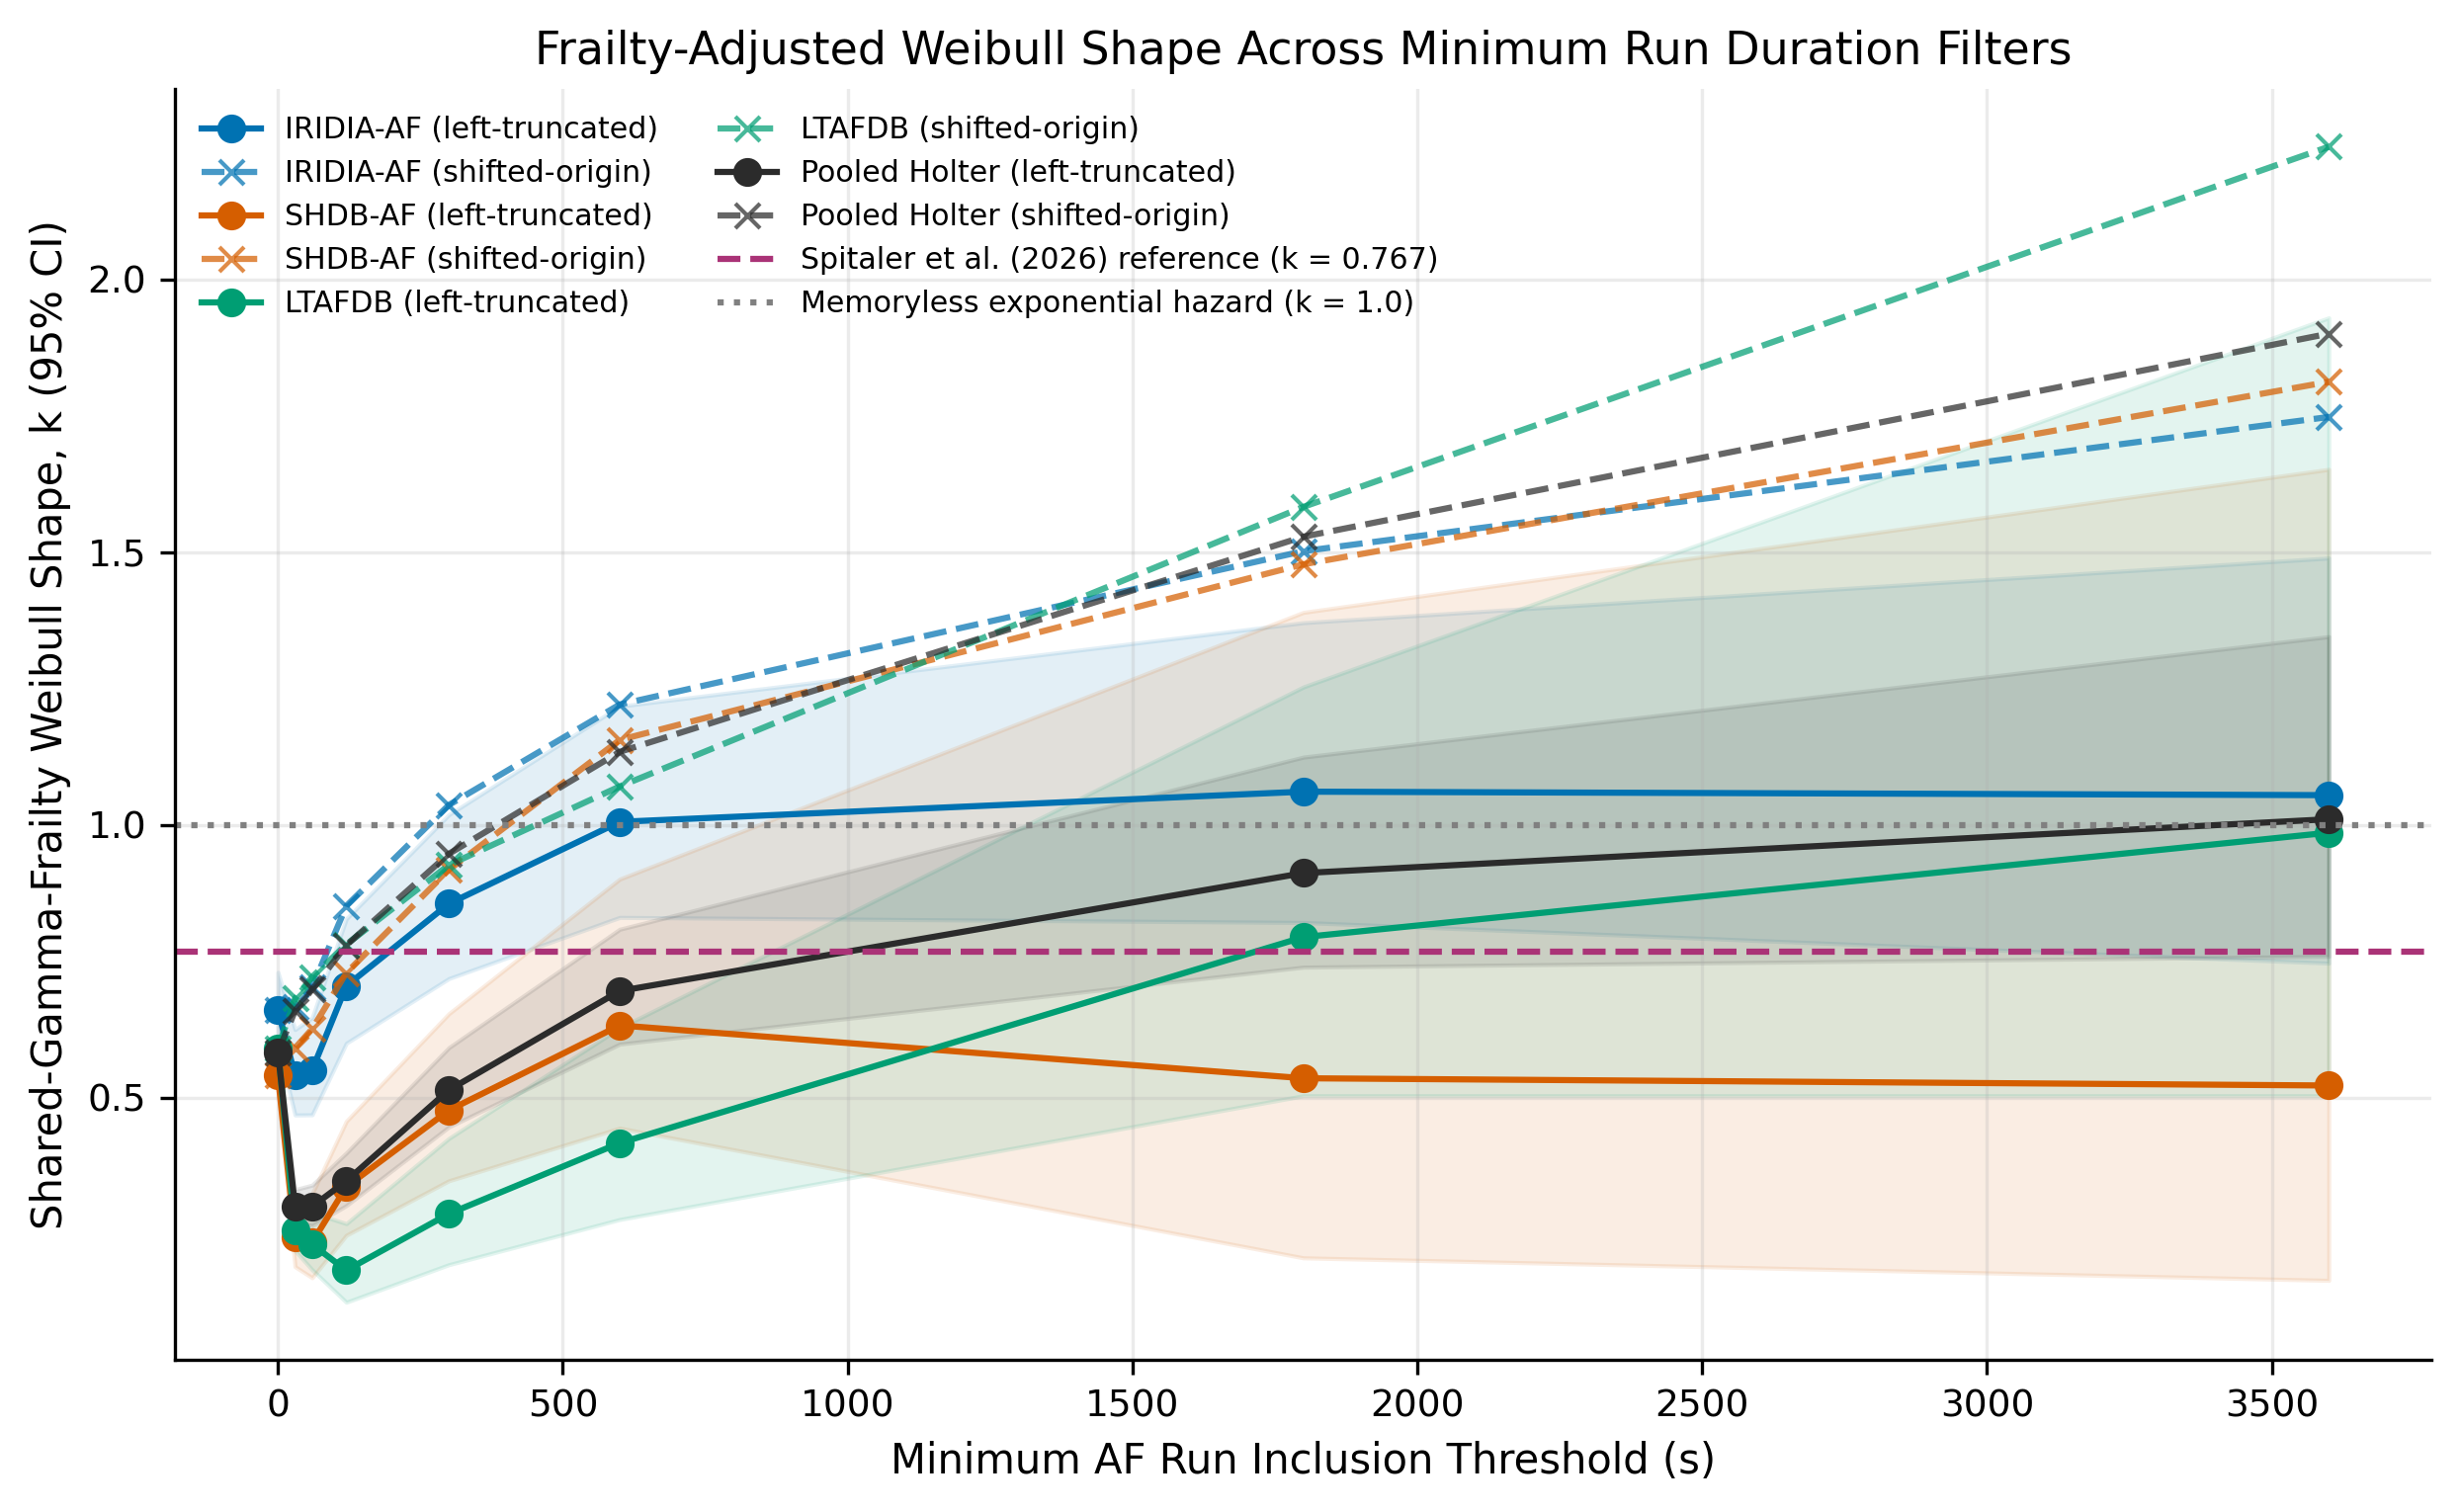 Frailty-Adjusted Weibull Shape Across Minimum Run Duration Filters
IRIDIA-AF (left-truncated)
IRIDIA-AF (shifted-origin)
SHDB-AF (left-truncated)
SHDB-AF (shifted-origin)
LTAFDB (left-truncated)
LTAFDB (shifted-origin)
Pooled Holter (left-truncated)
Pooled Holter (shifted-origin)
Spitaler et al. (2026) reference (k = 0.767)
Memoryless exponential hazard (k = 1.0)
Shared-Gamma-Frailty Weibull Shape, k (95% CI)
2.0
1.5
1.0
0.5
0 500 1000 1500 2000 2500 3000 3500
Minimum AF Run Inclusion Threshold (s)